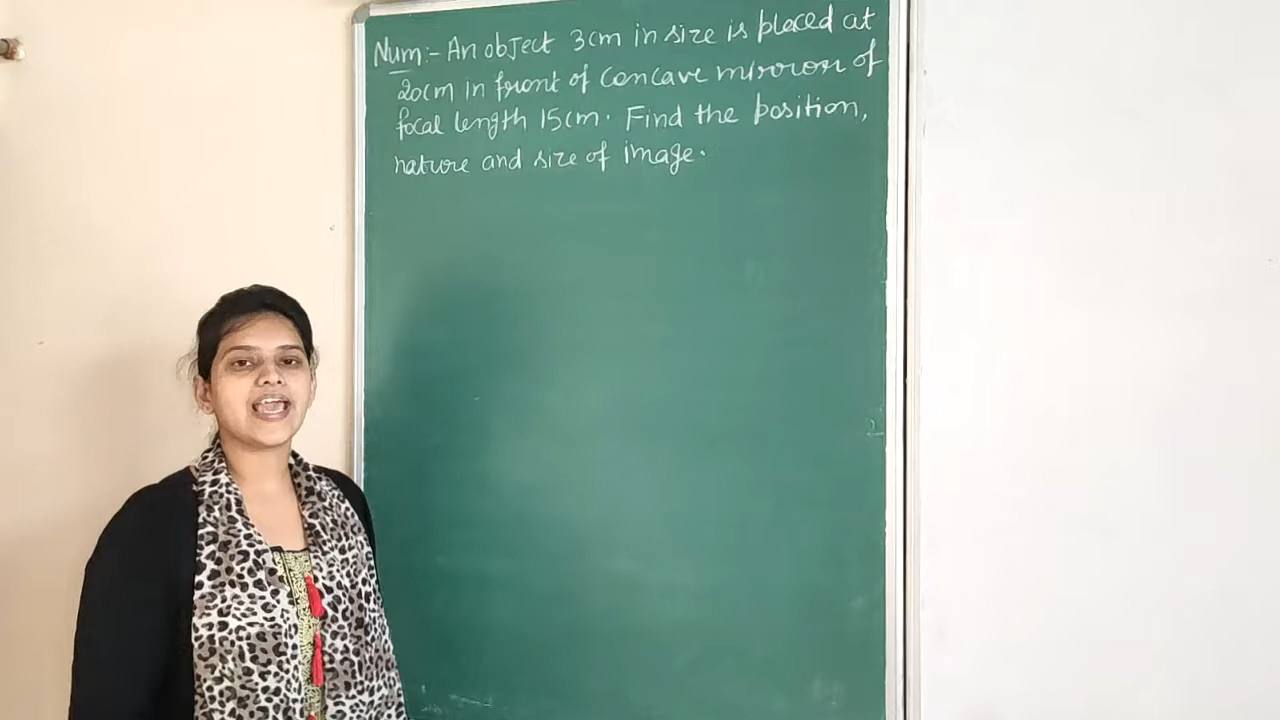 Num:- An object 3cm in size is placed at
20cm in front of concave mirror of
focal length 15cm. Find the position,
nature and size of image.